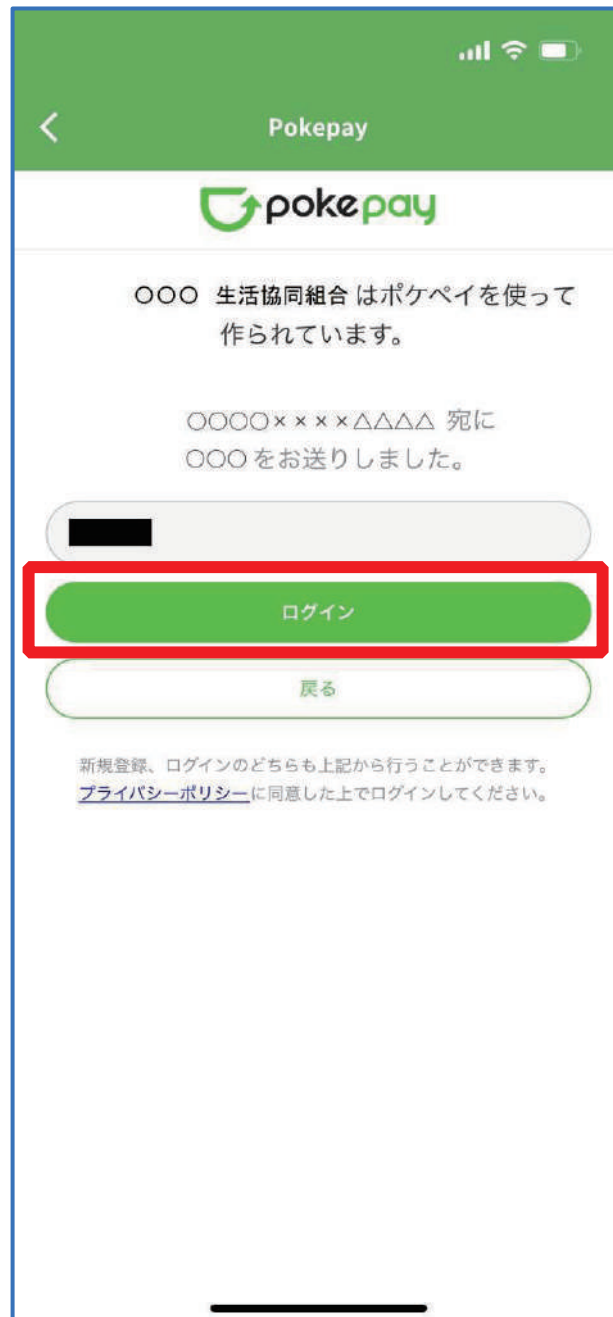 Pokepay
pokepay
○○○ 生活協同組合 はポケペイを使って
作られています。
○○○○××××△△△△ 宛に
○○○をお送りしました。
ログイン
戻る
新規登録、ログインのどちらも上記から行うことができます。
プライバシーポリシーに同意した上でログインしてください。